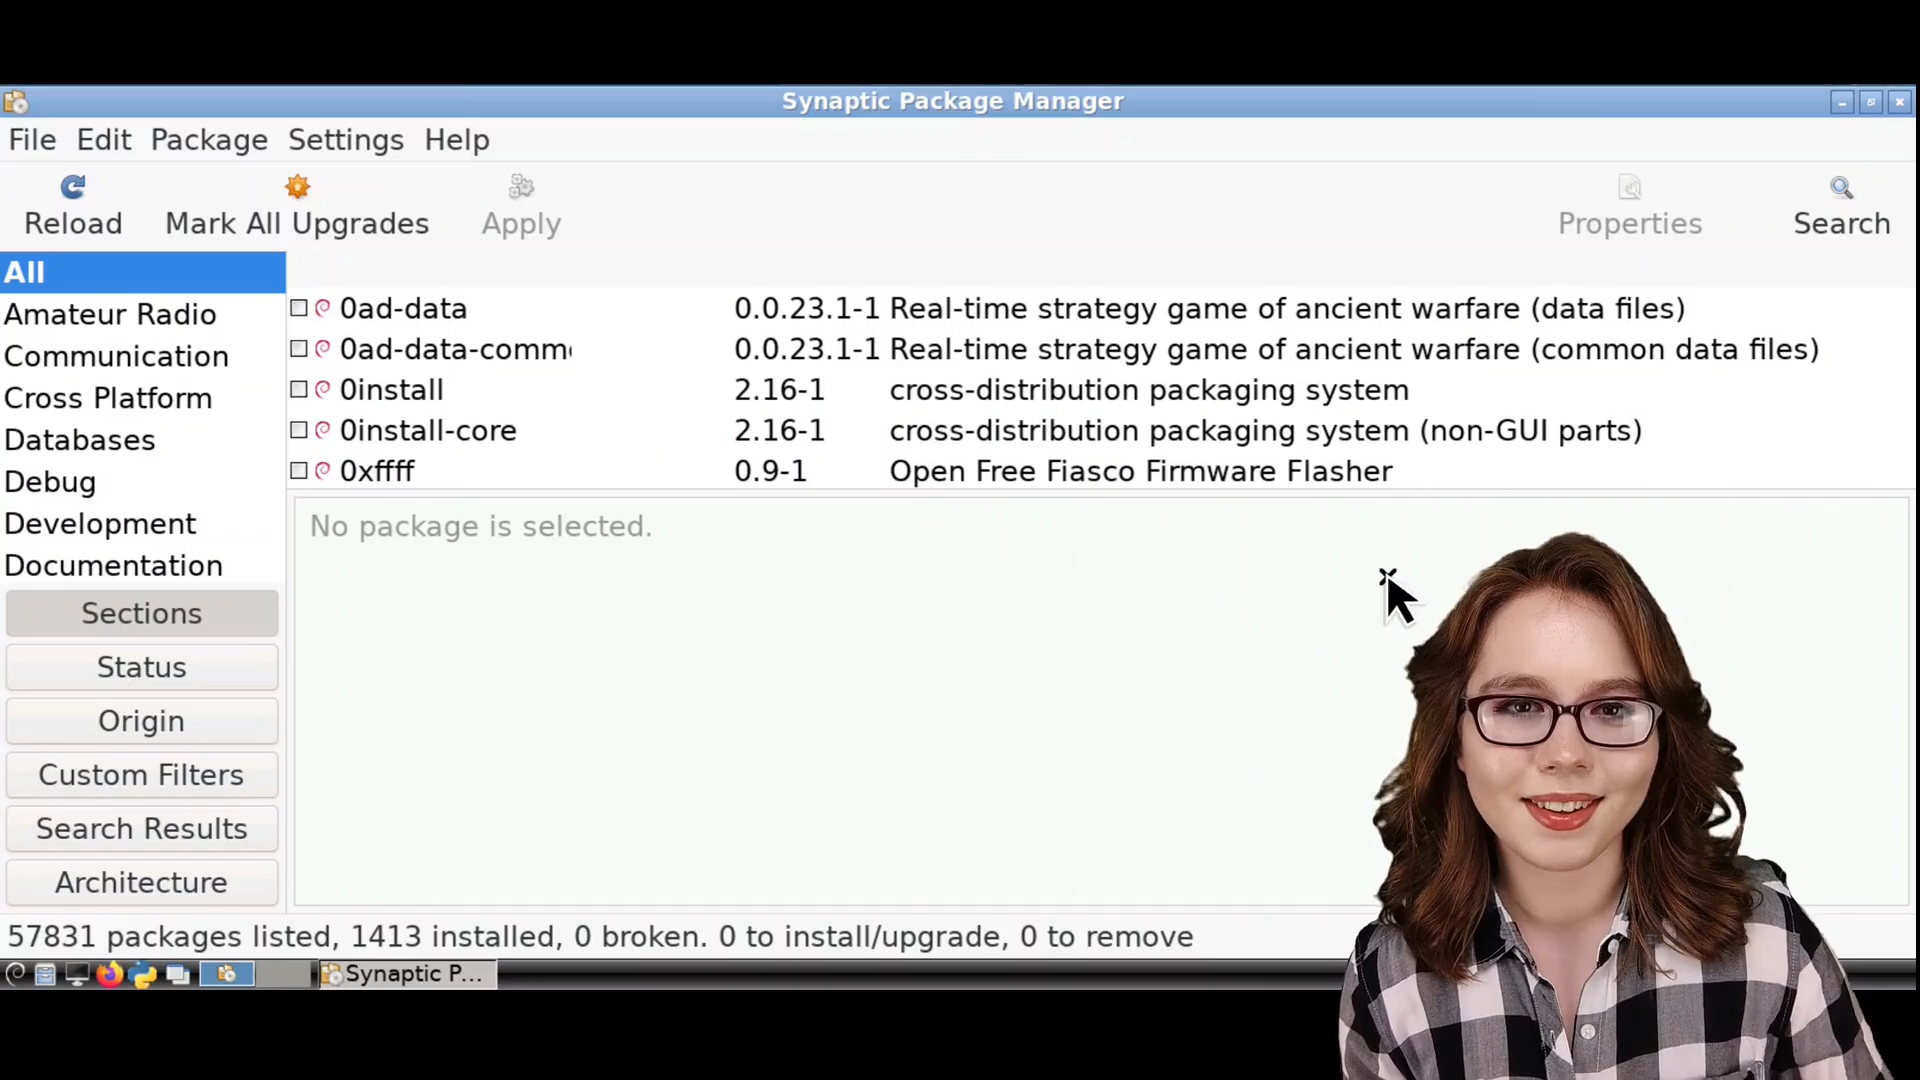 Synaptic Package Manager
File Edit Package Settings Help
Reload Mark All Upgrades Apply Properties Search
All
Amateur Radio
Communication
Cross Platform
Databases
Debug
Development
Documentation
Sections
Status
Origin
Custom Filters
Search Results
Architecture
0ad-data 0.0.23.1-1 Real-time strategy game of ancient warfare (data files)
0ad-data-comm 0.0.23.1-1 Real-time strategy game of ancient warfare (common data files)
0install 2.16-1 cross-distribution packaging system
0install-core 2.16-1 cross-distribution packaging system (non-GUI parts)
0xffff 0.9-1 Open Free Fiasco Firmware Flasher
No package is selected.
57831 packages listed, 1413 installed, 0 broken. 0 to install/upgrade, 0 to remove
Synaptic P...